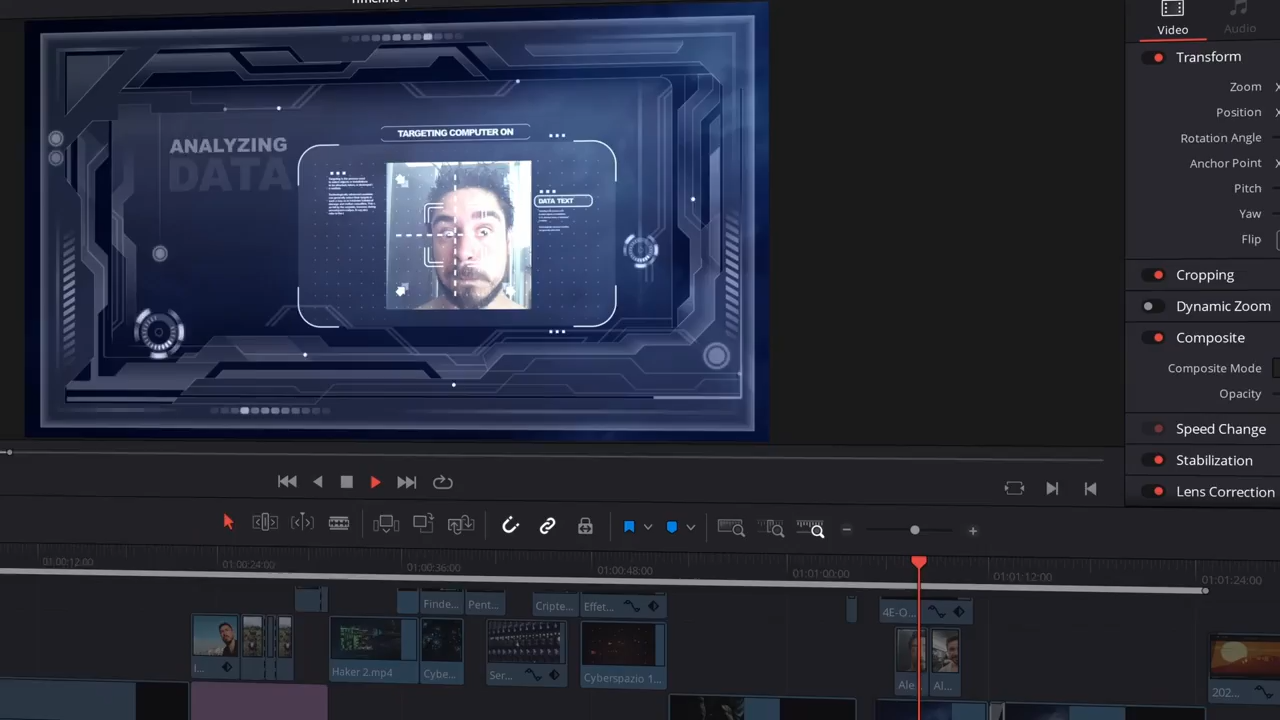 Timeline 1
Video
Audio
Transform
Zoom
X
Position
X
Rotation Angle
Anchor Point
X
Pitch
Yaw
Flip
Cropping
Dynamic Zoom
Composite
Composite Mode
Opacity
Speed Change
Stabilization
Lens Correction
ANALYZING
DATA
TARGETING COMPUTER ON
DATA TEXT
01:00:12:00
01:00:24:00
01:00:36:00
01:00:48:00
01:01:00:00
01:01:12:00
01:01:24:00
Finde...
Pent...
Cripte...
Effet...
4E-O...
I...
Haker 2.mp4
Cybe...
Ser...
Cyberspazio 1...
Ale...
Al...
202...